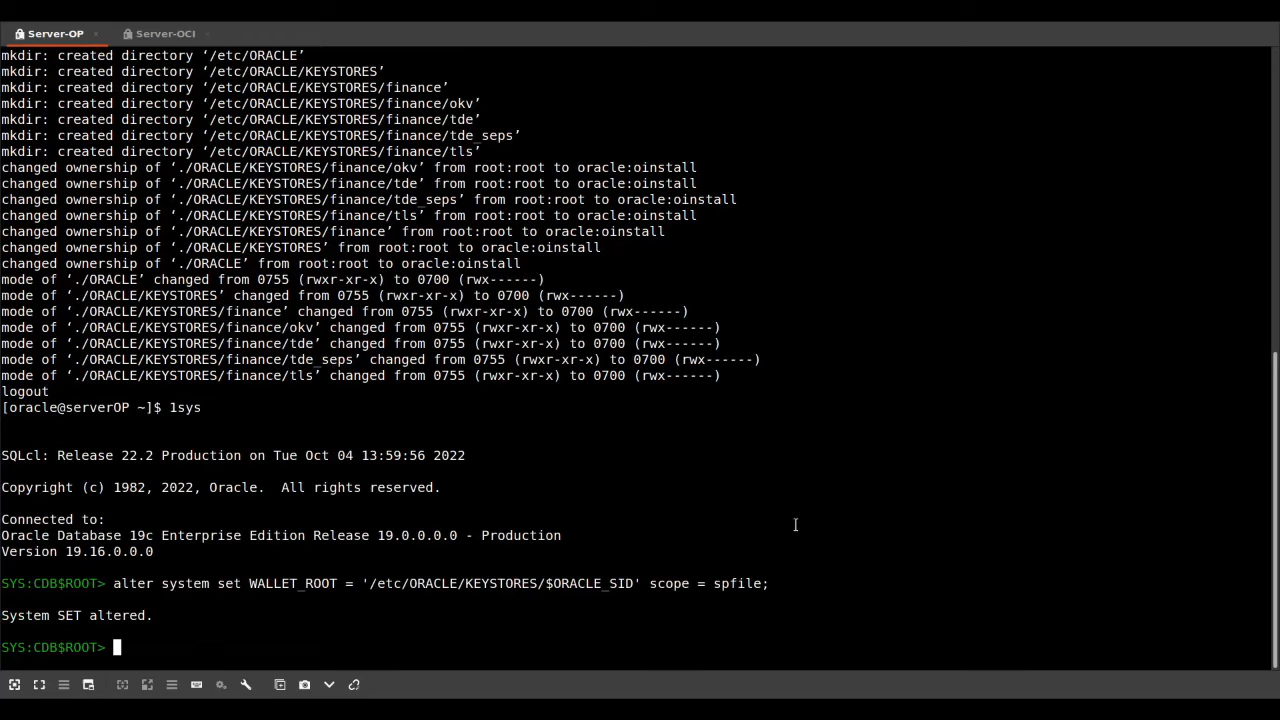 Server-OP × Server-OCI ×
mkdir: created directory ‘/etc/ORACLE’
mkdir: created directory ‘/etc/ORACLE/KEYSTORES’
mkdir: created directory ‘/etc/ORACLE/KEYSTORES/finance’
mkdir: created directory ‘/etc/ORACLE/KEYSTORES/finance/okv’
mkdir: created directory ‘/etc/ORACLE/KEYSTORES/finance/tde’
mkdir: created directory ‘/etc/ORACLE/KEYSTORES/finance/tde_seps’
mkdir: created directory ‘/etc/ORACLE/KEYSTORES/finance/tls’
changed ownership of ‘./ORACLE/KEYSTORES/finance/okv’ from root:root to oracle:oinstall
changed ownership of ‘./ORACLE/KEYSTORES/finance/tde’ from root:root to oracle:oinstall
changed ownership of ‘./ORACLE/KEYSTORES/finance/tde_seps’ from root:root to oracle:oinstall
changed ownership of ‘./ORACLE/KEYSTORES/finance/tls’ from root:root to oracle:oinstall
changed ownership of ‘./ORACLE/KEYSTORES/finance’ from root:root to oracle:oinstall
changed ownership of ‘./ORACLE/KEYSTORES’ from root:root to oracle:oinstall
changed ownership of ‘./ORACLE’ from root:root to oracle:oinstall
mode of ‘./ORACLE’ changed from 0755 (rwxr-xr-x) to 0700 (rwx------)
mode of ‘./ORACLE/KEYSTORES’ changed from 0755 (rwxr-xr-x) to 0700 (rwx------)
mode of ‘./ORACLE/KEYSTORES/finance’ changed from 0755 (rwxr-xr-x) to 0700 (rwx------)
mode of ‘./ORACLE/KEYSTORES/finance/okv’ changed from 0755 (rwxr-xr-x) to 0700 (rwx------)
mode of ‘./ORACLE/KEYSTORES/finance/tde’ changed from 0755 (rwxr-xr-x) to 0700 (rwx------)
mode of ‘./ORACLE/KEYSTORES/finance/tde_seps’ changed from 0755 (rwxr-xr-x) to 0700 (rwx------)
mode of ‘./ORACLE/KEYSTORES/finance/tls’ changed from 0755 (rwxr-xr-x) to 0700 (rwx------)
logout
[oracle@serverOP ~]$ 1sys
SQLcl: Release 22.2 Production on Tue Oct 04 13:59:56 2022
Copyright (c) 1982, 2022, Oracle.  All rights reserved.
Connected to:
Oracle Database 19c Enterprise Edition Release 19.0.0.0.0 - Production
Version 19.16.0.0.0
SYS:CDB$ROOT> alter system set WALLET_ROOT = '/etc/ORACLE/KEYSTORES/$ORACLE_SID' scope = spfile;
System SET altered.
SYS:CDB$ROOT>